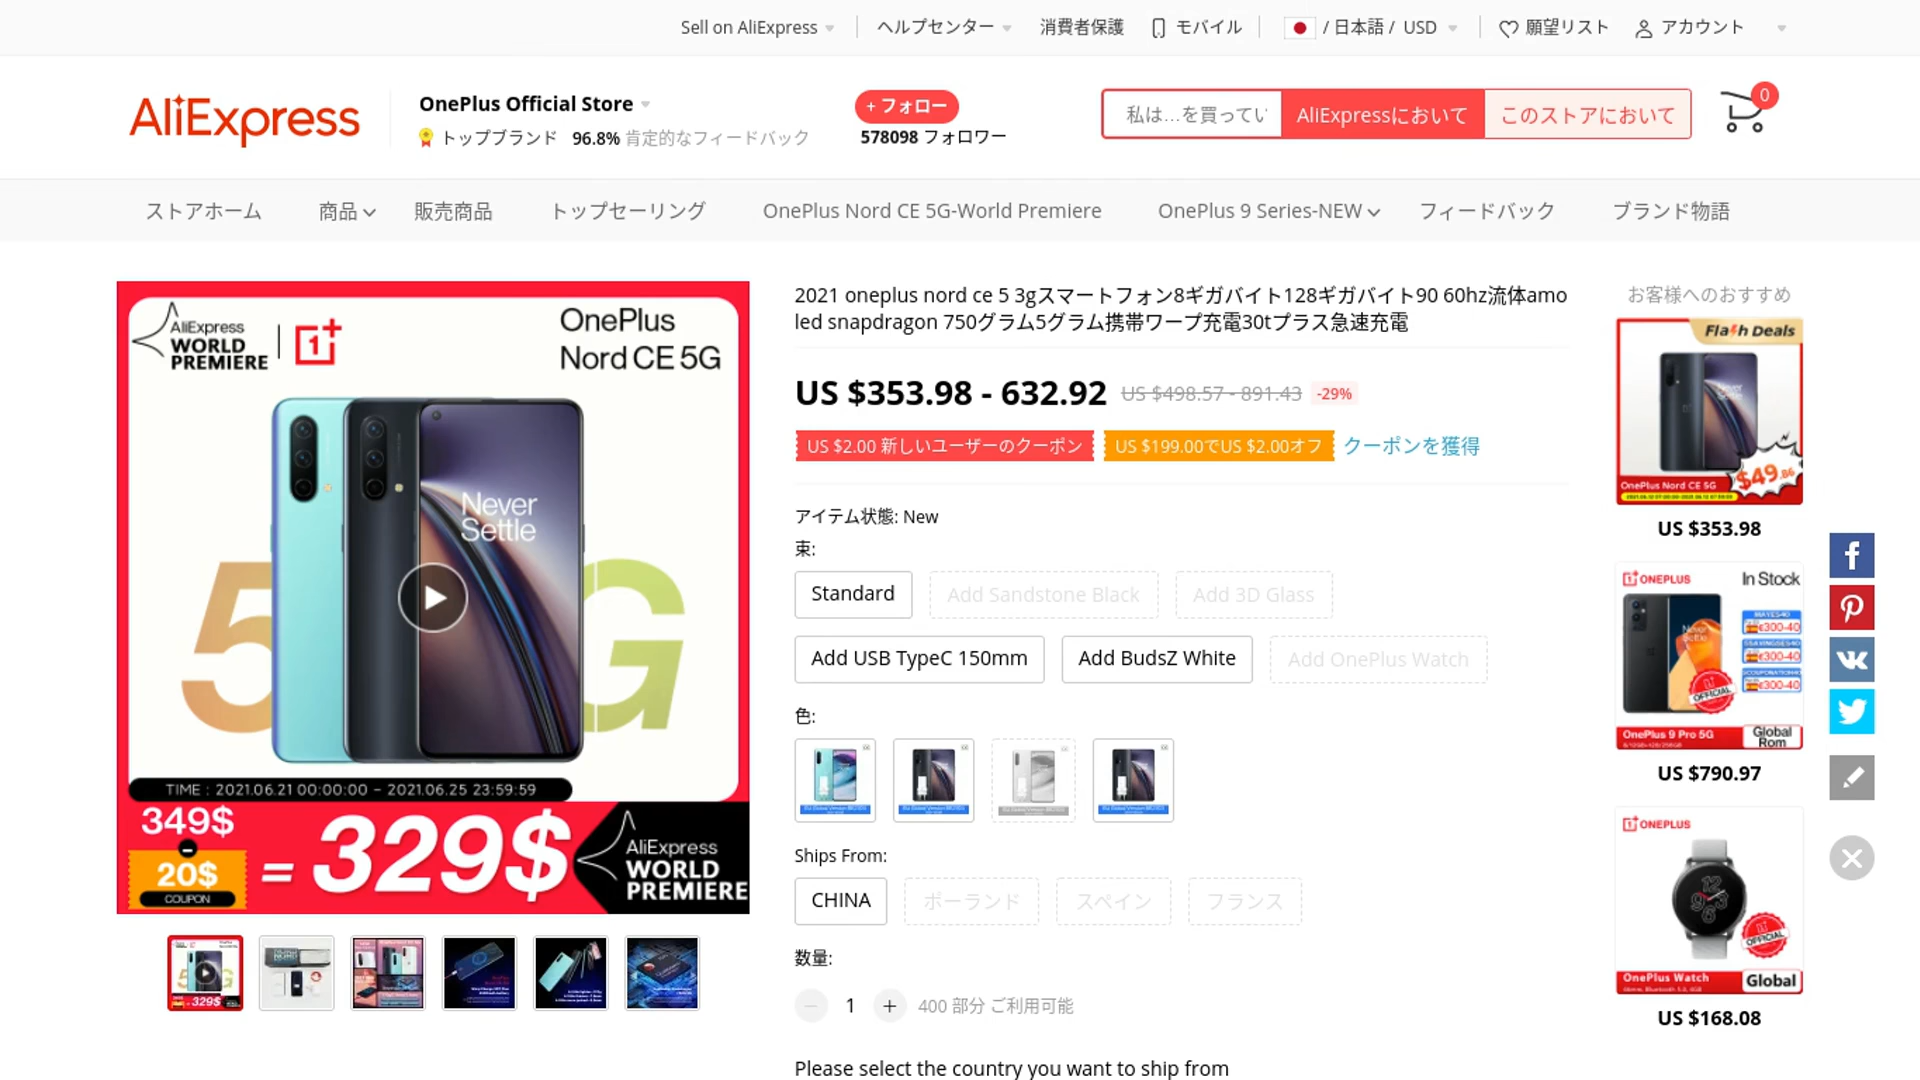 Sell on AliExpress
ヘルプセンター
消費者保護
モバイル
/ 日本語 / USD
願望リスト
アカウント
AliExpress
OnePlus Official Store
トップブランド 96.8% 肯定的なフィードバック
+ フォロー
578098 フォロワー
私は...を買ってい
AliExpressにおいて
このストアにおいて
0
ストアホーム
商品
販売商品
トップセーリング
OnePlus Nord CE 5G-World Premiere
OnePlus 9 Series-NEW
フィードバック
ブランド物語
AliExpress
WORLD
PREMIERE
OnePlus
Nord CE 5G
Never
Settle
5G
TIME : 2021.06.21 00:00:00 – 2021.06.25 23:59:59
349$
-
20$
COUPON
= 329$
AliExpress
WORLD
PREMIERE
2021 oneplus nord ce 5 3gスマートフォン8ギガバイト128ギガバイト90 60hz流体amo
led snapdragon 750グラム5グラム携帯ワープ充電30tプラス急速充電
US $353.98 - 632.92 US $498.57 - 891.43 -29%
US $2.00 新しいユーザーのクーポン
US $199.00でUS $2.00オフ
クーポンを獲得
アイテム状態: New
束:
Standard
Add Sandstone Black
Add 3D Glass
Add USB TypeC 150mm
Add BudsZ White
Add OnePlus Watch
色:
Ships From:
CHINA
ポーランド
スペイン
フランス
数量:
1
400 部分 ご利用可能
Please select the country you want to ship from
お客様へのおすすめ
Flash Deals
$49.86
OnePlus Nord CE 5G
US $353.98
ONEPLUS
In Stock
Never
Settle
€300-40
€300-40
€300-40
OFFICIAL
OnePlus 9 Pro 5G
Global
Rom
US $790.97
ONEPLUS
OFFICIAL
OnePlus Watch
Global
US $168.08